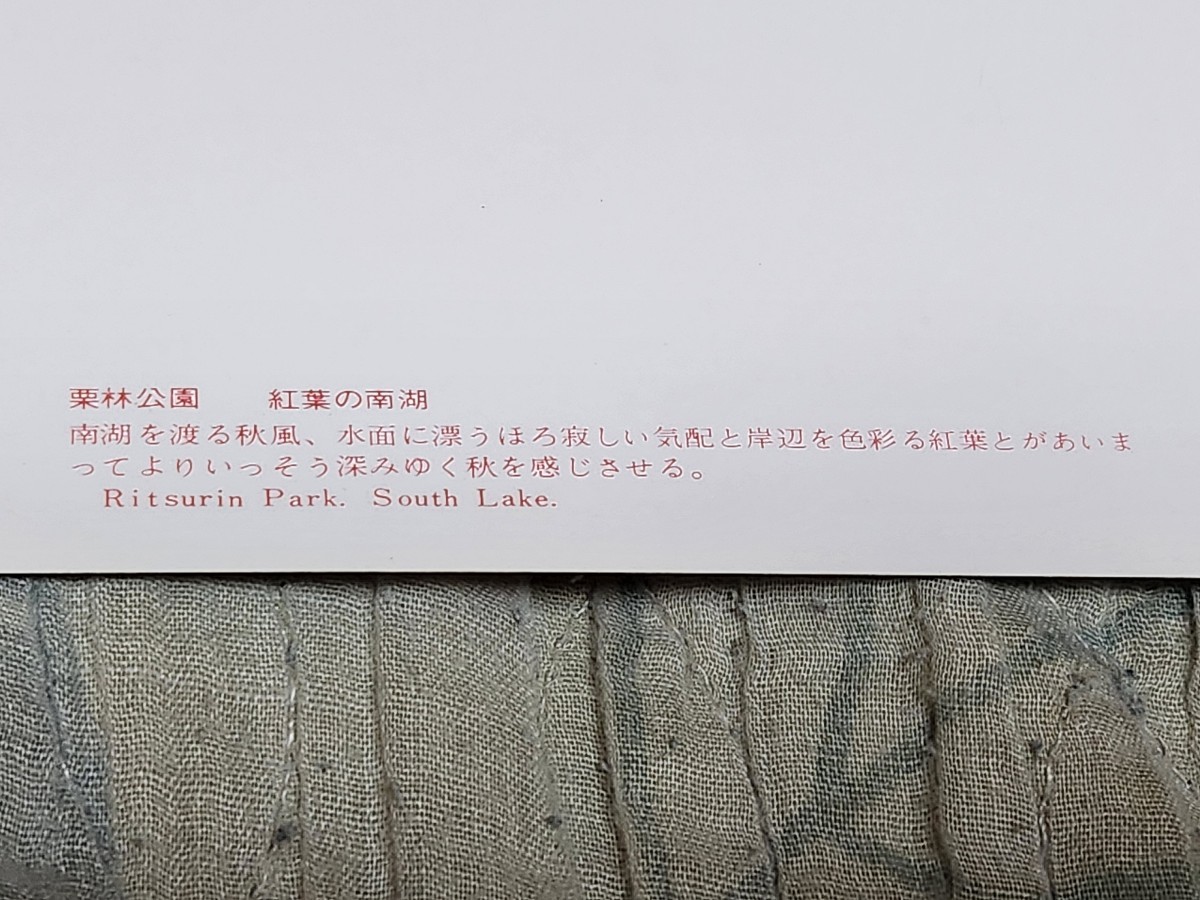 栗林公園　　紅葉の南湖
南湖を渡る秋風、水面に漂うほろ寂しい気配と岸辺を色彩る紅葉とがあいま
ってよりいっそう深みゆく秋を感じさせる。
Ritsurin Park. South Lake.